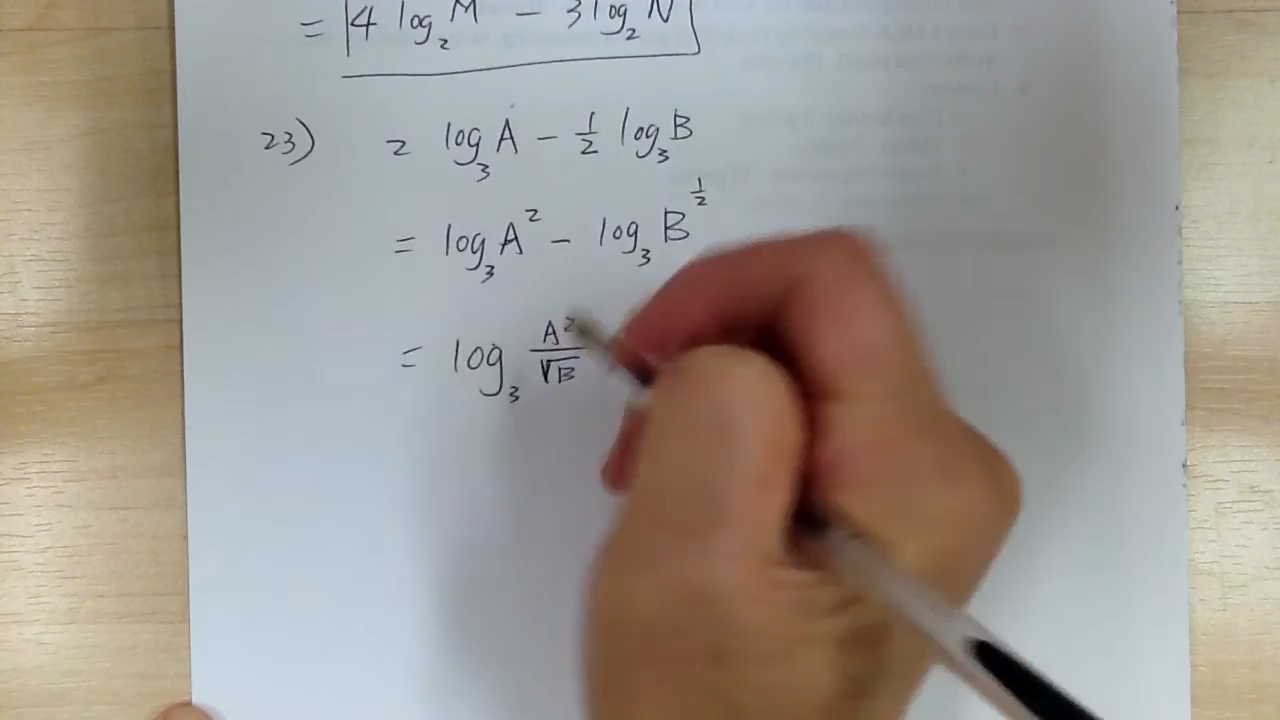 = 4 log₂ M - 3 log₂ N
23) 2 log₃ A - 1/2 log₃ B
= log₃ A² - log₃ B^1/2
= log₃ A²/√B